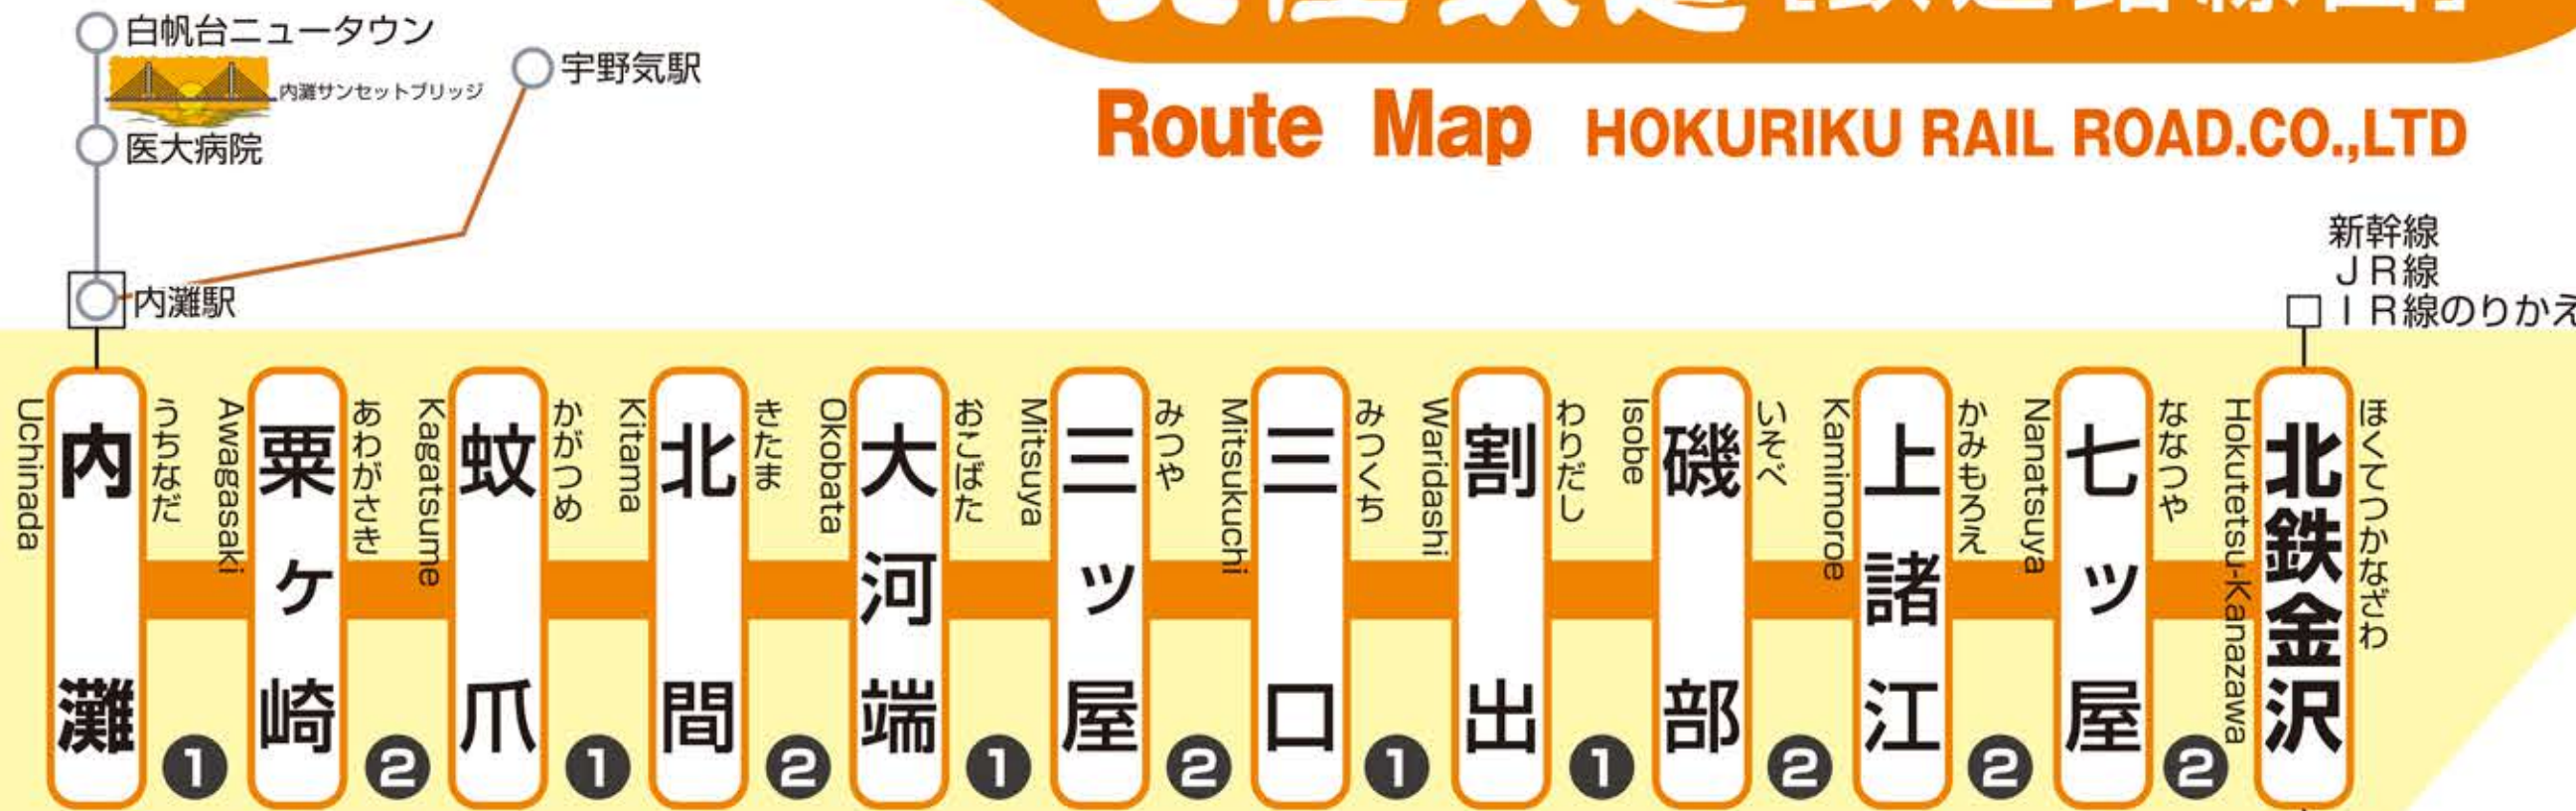 白帆台ニュータウン
内灘サンセットブリッジ
宇野気駅
医大病院
内灘駅
Route Map HOKURIKU RAIL ROAD.CO.,LTD
新幹線
JR線
IR線のりかえ
Uchinada
内灘
うちなだ
1
Awagasaki
粟ヶ崎
あわがさき
2
Kagatsume
蚊爪
かがつめ
1
Kitama
北間
きたま
2
Okobata
大河端
おこばた
1
Mitsuya
三ッ屋
みつや
2
Mitsukuchi
三口
みつくち
1
Waridashi
割出
わりだし
1
Isobe
磯部
いそべ
2
Kamimoroe
上諸江
かみもろえ
2
Nanatsuya
七ッ屋
ななつや
2
Hokutetsu-Kanazawa
北鉄金沢
ほくてつかなざわ